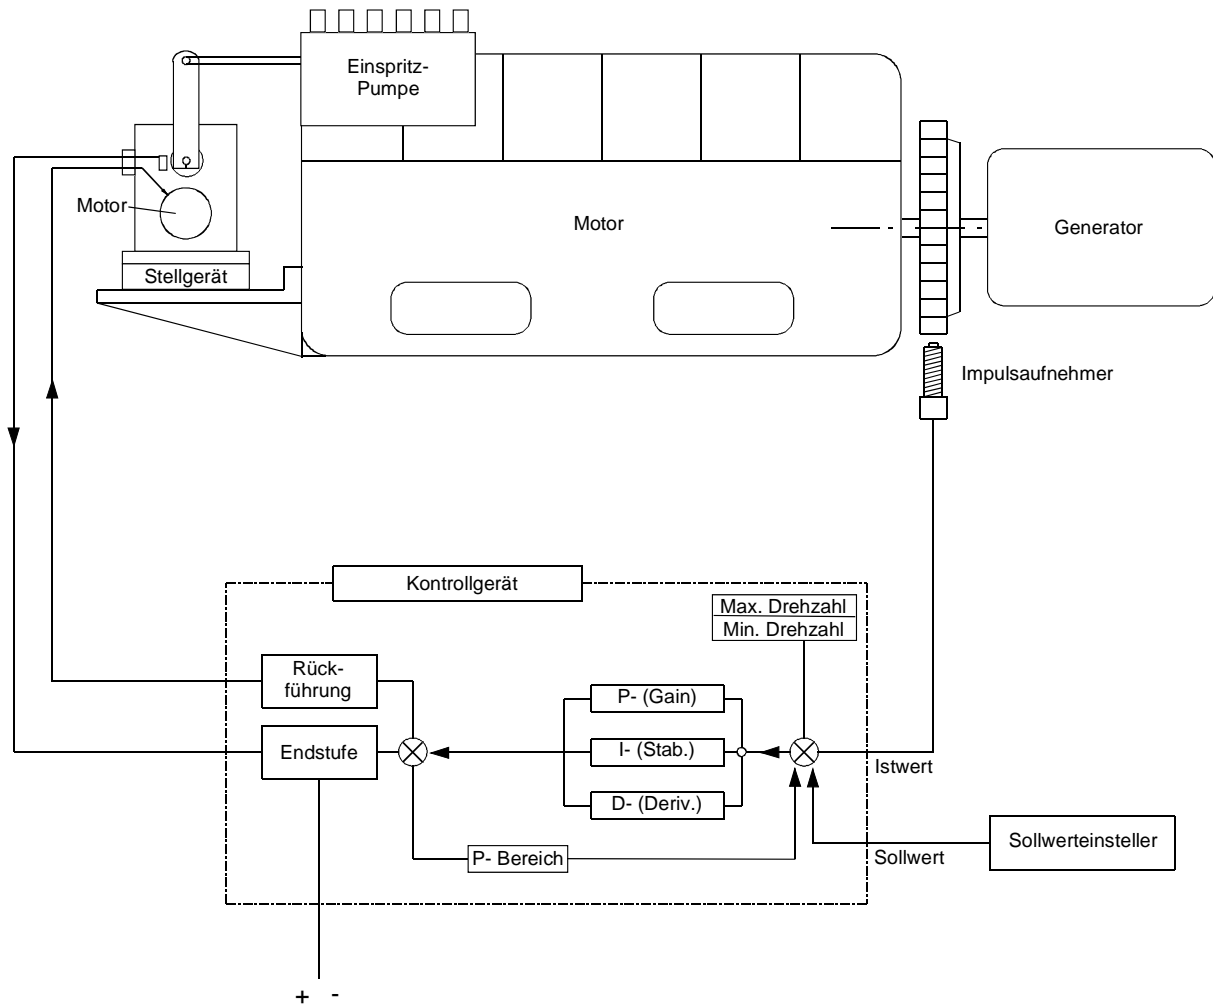 Einspritz-
Pumpe
Motor
Motor
Generator
Stellgerät
Impulsaufnehmer
Kontrollgerät
Max. Drehzahl
Min. Drehzahl
Rück-
führung
P- (Gain)
Endstufe
I- (Stab.)
Istwert
D- (Deriv.)
P- Bereich
Sollwert
Sollwerteinsteller
+ -